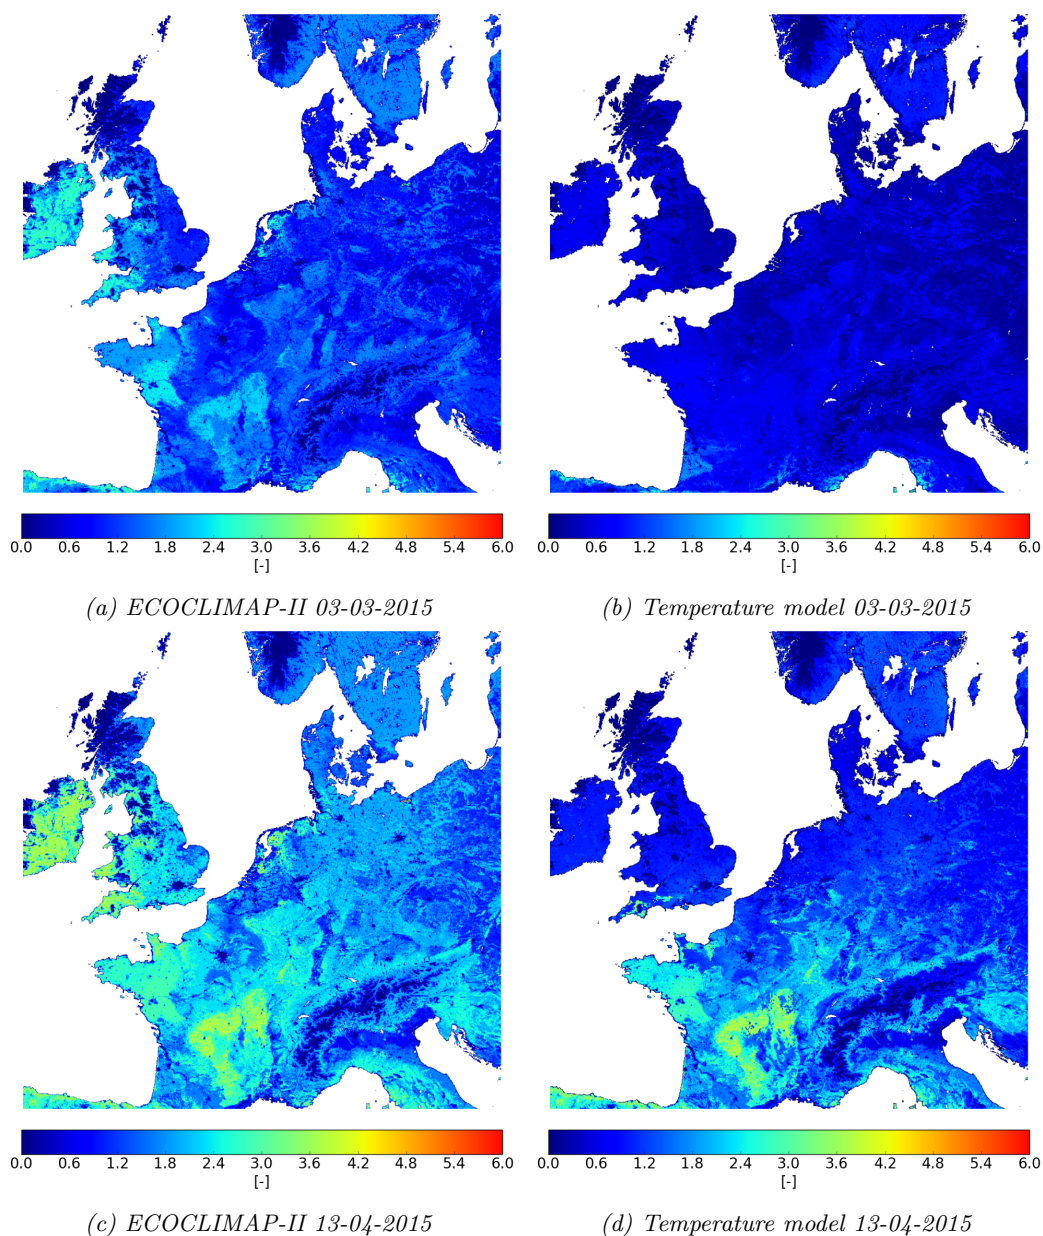 0.0 0.6 1.2 1.8 2.4 3.0 3.6 4.2 4.8 5.4 6.0
[-]
0.0 0.6 1.2 1.8 2.4 3.0 3.6 4.2 4.8 5.4 6.0
[-]
(a) ECOCLIMAP-II 03-03-2015
(b) Temperature model 03-03-2015
0.0 0.6 1.2 1.8 2.4 3.0 3.6 4.2 4.8 5.4 6.0
[-]
0.0 0.6 1.2 1.8 2.4 3.0 3.6 4.2 4.8 5.4 6.0
[-]
(c) ECOCLIMAP-II 13-04-2015
(d) Temperature model 13-04-2015